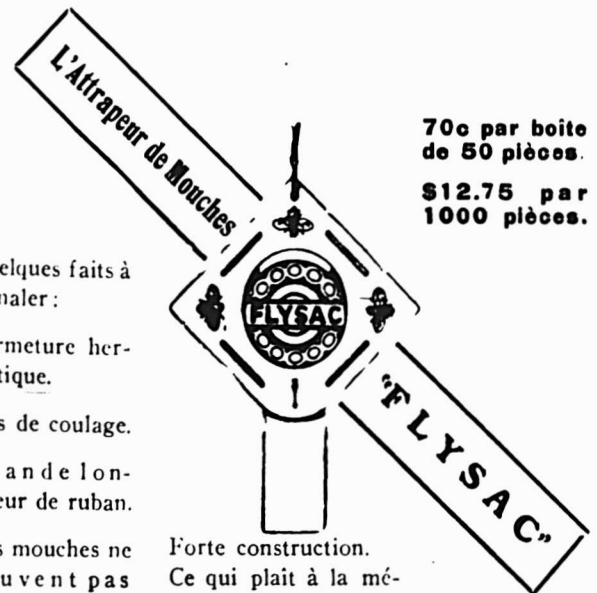 L'Attrapeur de Mouches
70c par boite
de 50 pièces.
$12.75 par
1000 pièces.
FLYSAC
"FLYSAC"
elques faits à
naler :
rmeture her-
tique.
s de coulage.
ande lon-
eur de ruban.
s mouches ne
uvent pas
Forte construction.
Ce qui plaît à la mé-